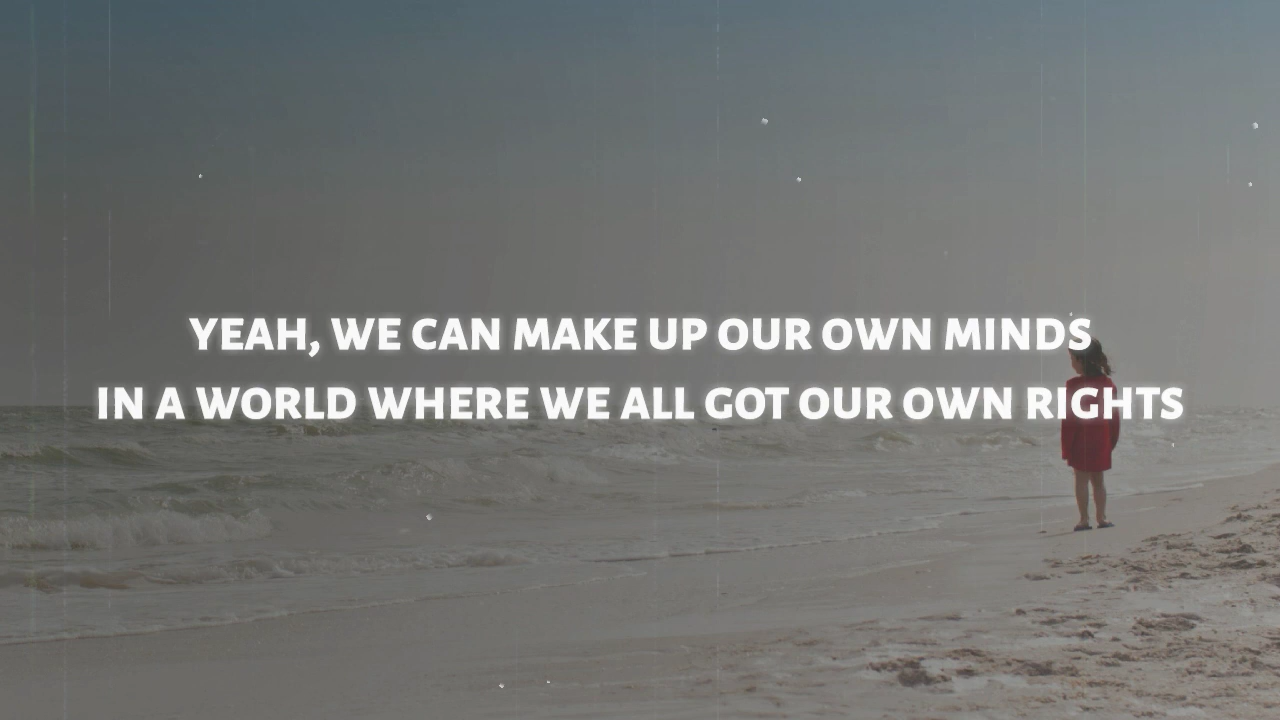 YEAH, WE CAN MAKE UP OUR OWN MINDS
IN A WORLD WHERE WE ALL GOT OUR OWN RIGHTS